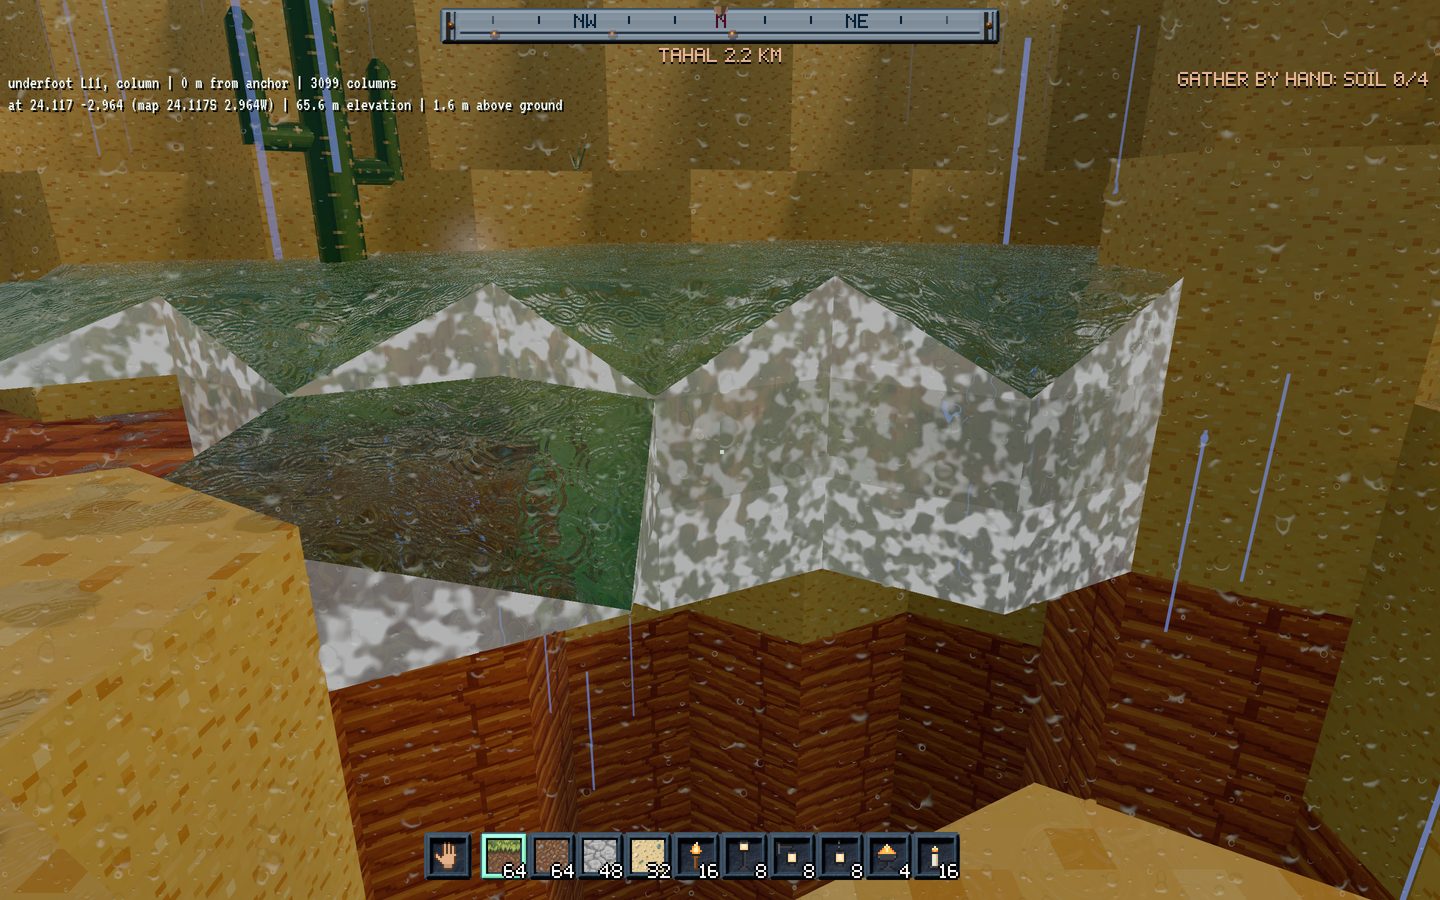 NW N NE
TAHAL 2.2 KM
underfoot L11, column | 0 m from anchor | 3099 columns
at 24.117 -2.964 (map 24.117S 2.964W) | 65.6 m elevation | 1.6 m above ground
GATHER BY HAND: SOIL 0/4
64 64 48 32 16 8 8 8 4 16